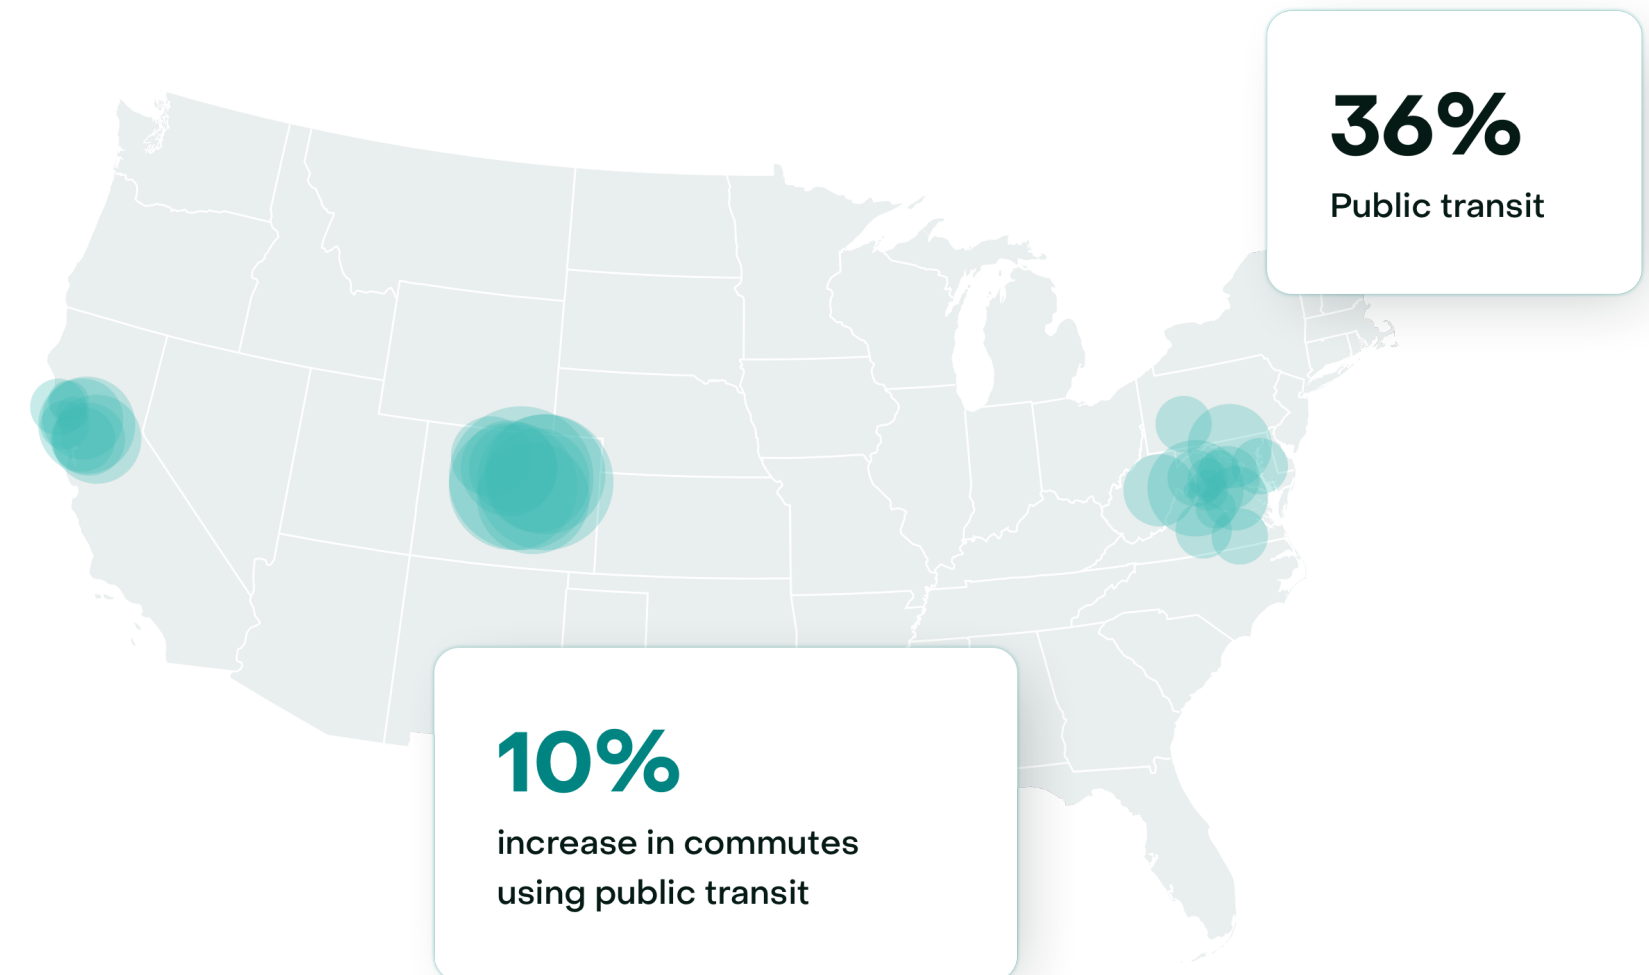 36%
Public transit
10%
increase in commutes
using public transit